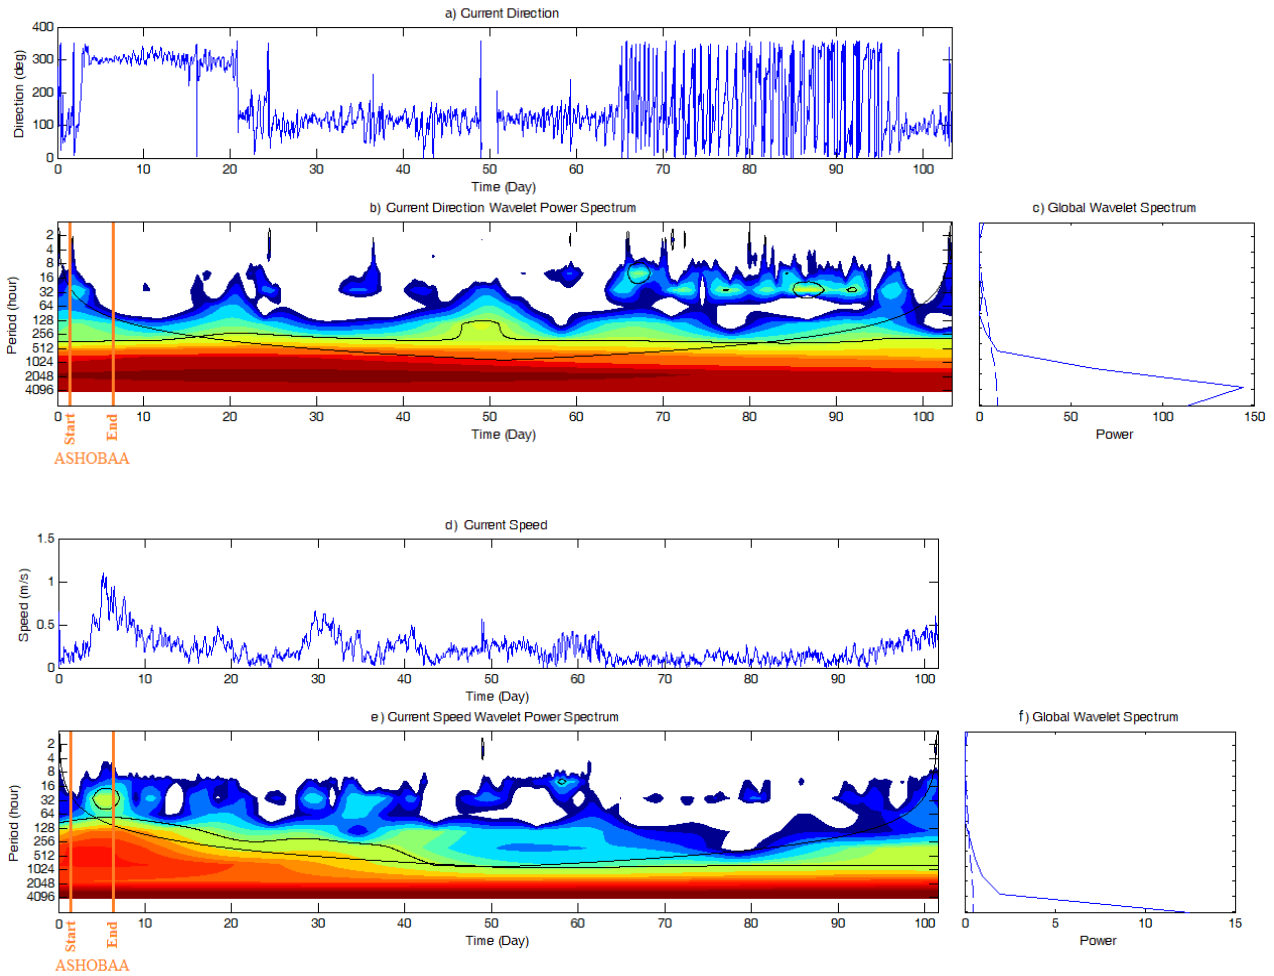 a) Current Direction
400
300
200
100
0
Direction (deg)
0 10 20 30 40 50 60 70 80 90 100
Time (Day)
b) Current Direction Wavelet Power Spectrum
2
4
8
16
32
64
128
256
512
1024
2048
4096
Period (hour)
0 10 20 30 40 50 60 70 80 90 100
Time (Day)
Start
End
ASHOBAA
c) Global Wavelet Spectrum
0 50 100 150
Power
d) Current Speed
1.5
1
0.5
0
Speed (m/s)
0 10 20 30 40 50 60 70 80 90 100
Time (Day)
e) Current Speed Wavelet Power Spectrum
2
4
8
16
32
64
128
256
512
1024
2048
4096
Period (hour)
0 10 20 30 40 50 60 70 80 90 100
Time (Day)
Start
End
ASHOBAA
f) Global Wavelet Spectrum
0 5 10 15
Power